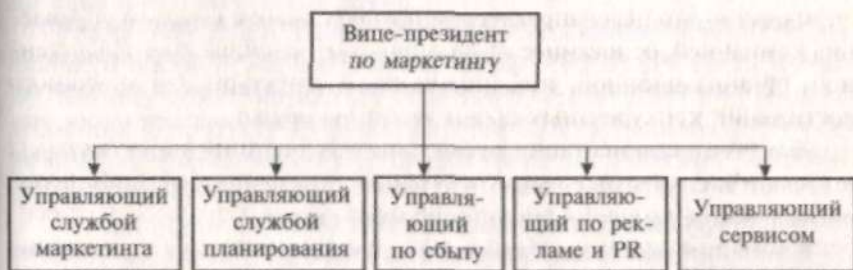 Вице-президент
по маркетингу
Управляющий
службой
маркетинга
Управляющий
службой
планирования
Управля-
ющий
по сбыту
Управляю-
щий по рек-
ламе и PR
Управляющий
сервисом